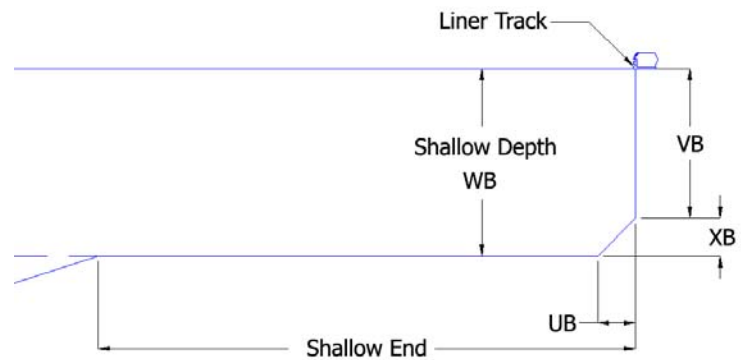 Liner Track
Shallow Depth
WB
VB
XB
UB
Shallow End